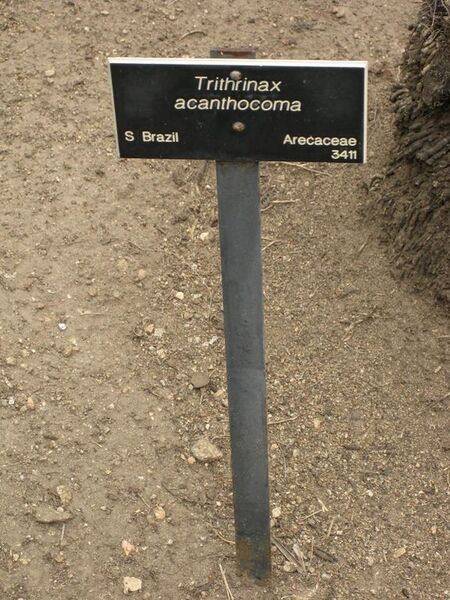 Trithrinax
acanthocoma
S Brazil Arecaceae
3411